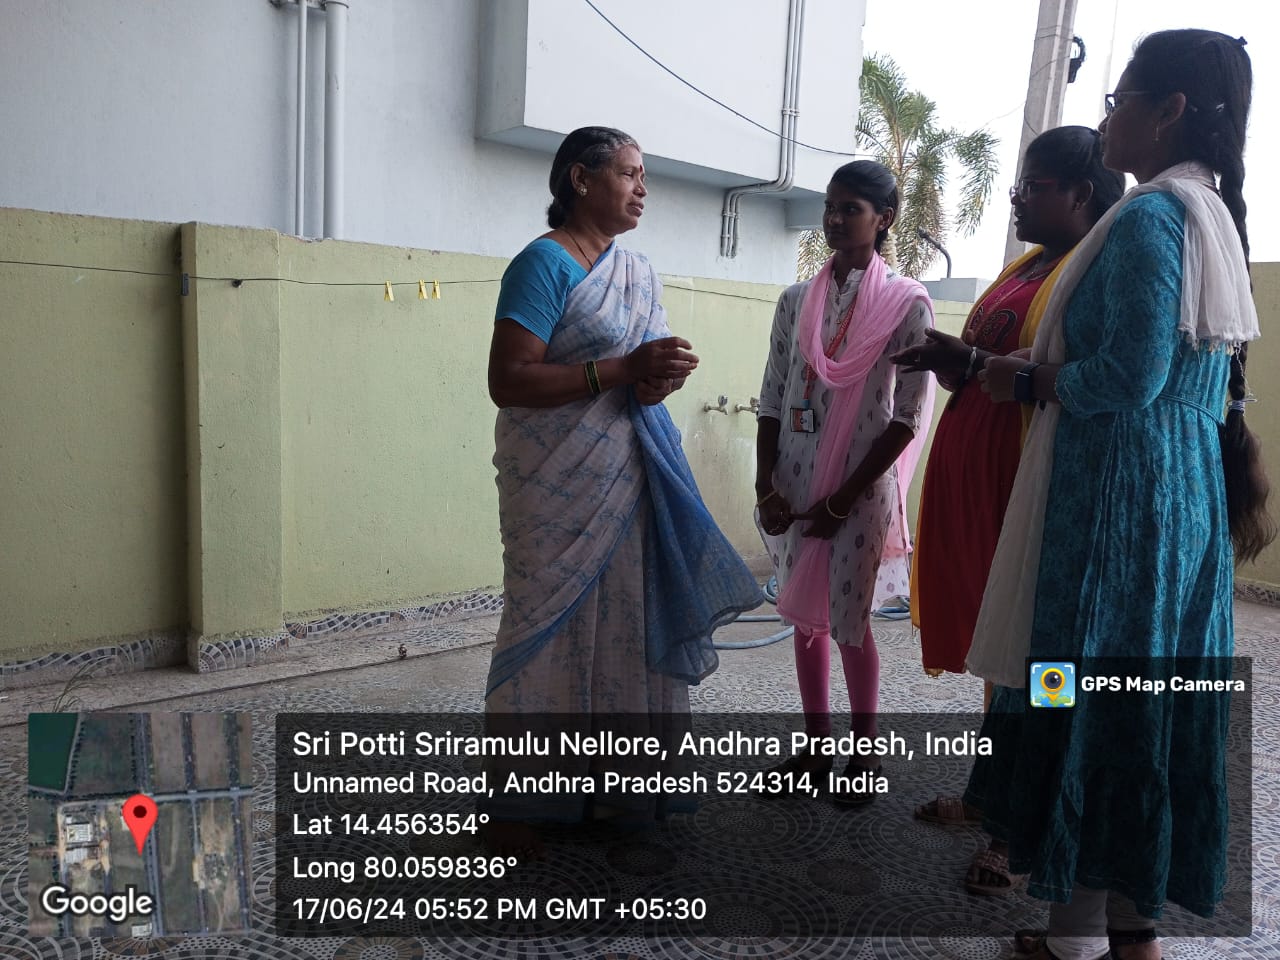 GPS Map Camera
Sri Potti Sriramulu Nellore, Andhra Pradesh, India
Unnamed Road, Andhra Pradesh 524314, India
Lat 14.456354°
Long 80.059836°
17/06/24 05:52 PM GMT +05:30
Google